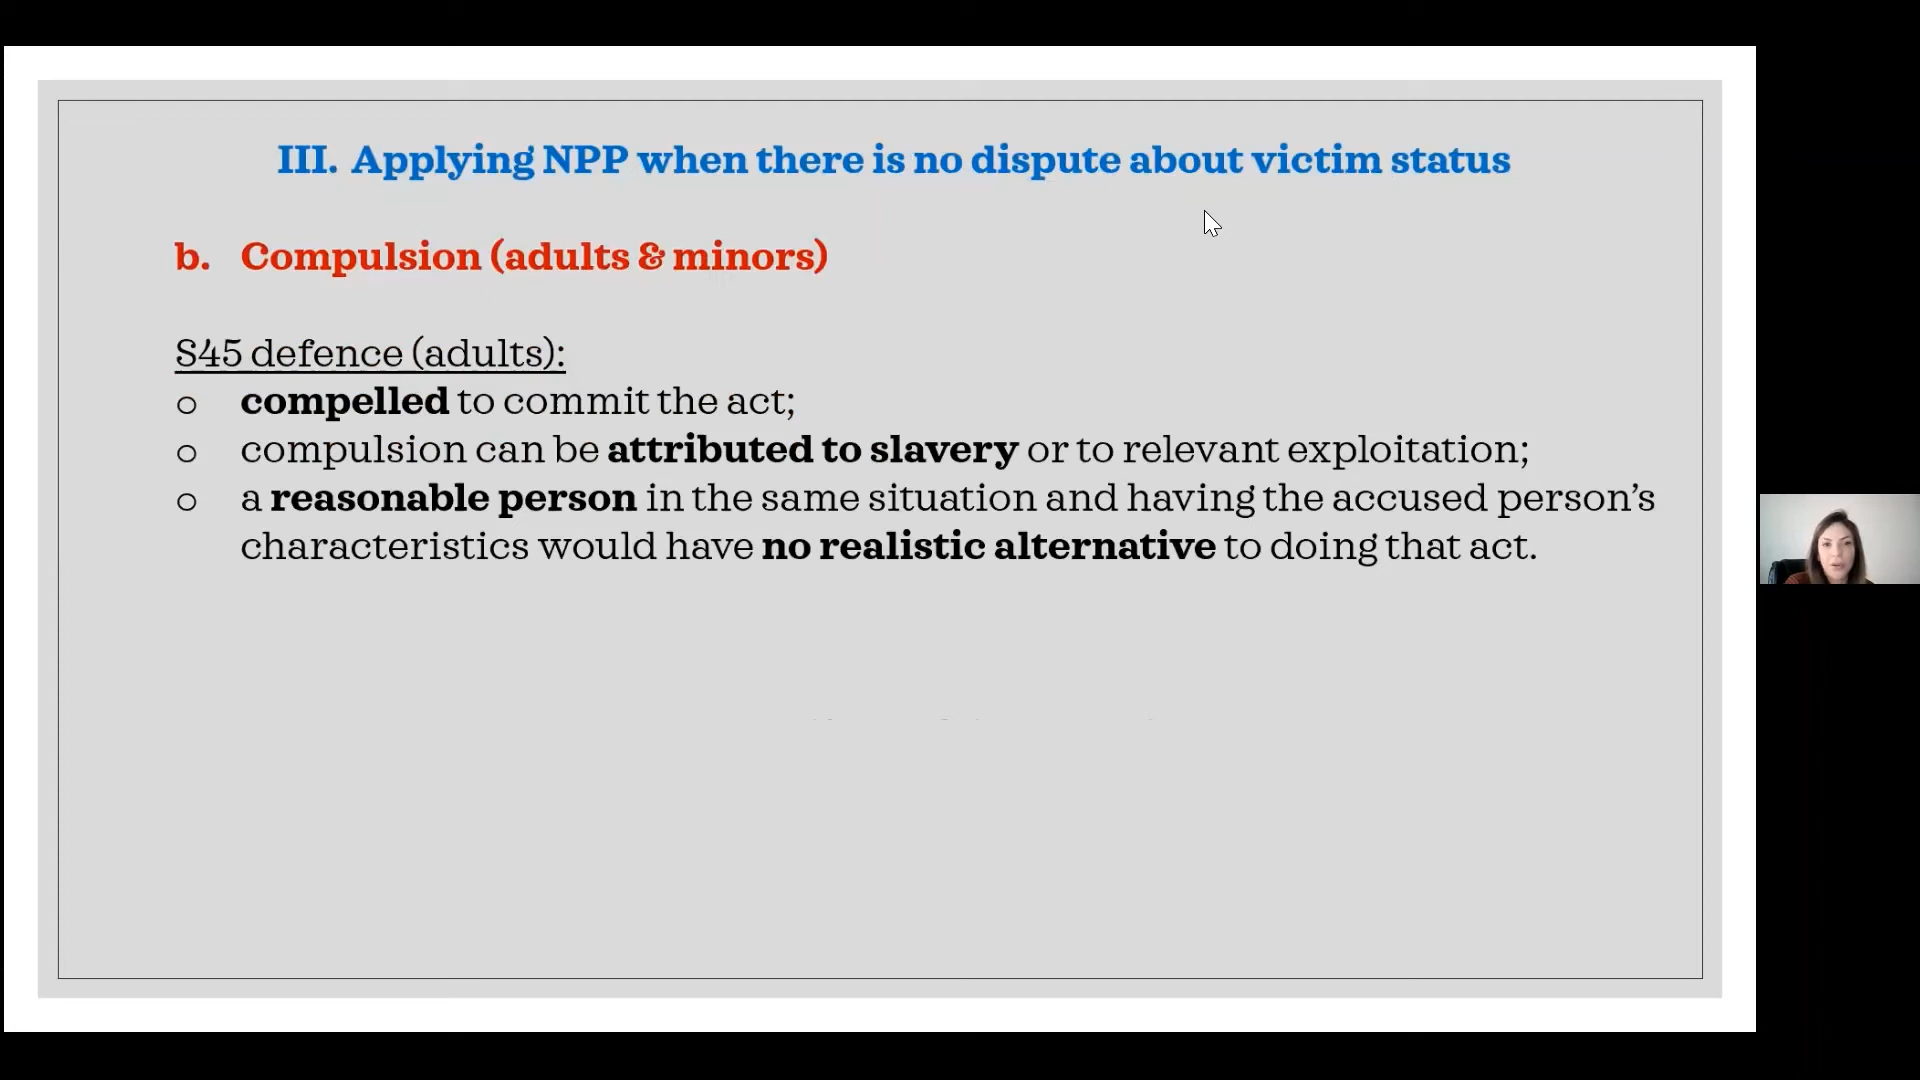 III. Applying NPP when there is no dispute about victim status
b. Compulsion (adults & minors)
S45 defence (adults):
o compelled to commit the act;
o compulsion can be attributed to slavery or to relevant exploitation;
o a reasonable person in the same situation and having the accused person’s
characteristics would have no realistic alternative to doing that act.